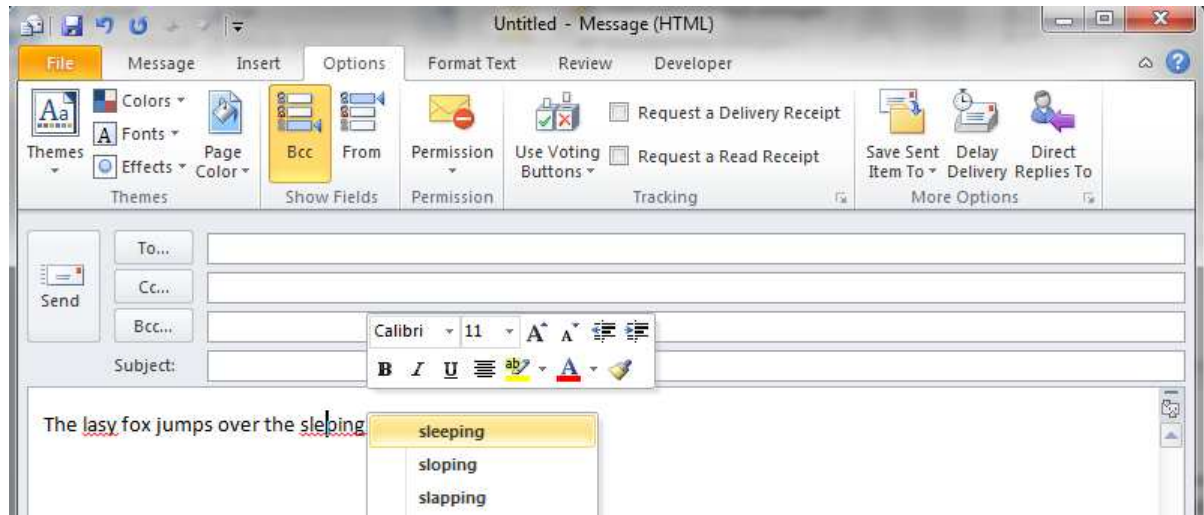 Untitled - Message (HTML)
File Message Insert Options Format Text Review Developer
Aa Themes
Colors
A Fonts
Effects
Page Color
Bcc From
Permission
Use Voting Buttons
Request a Delivery Receipt
Request a Read Receipt
Save Sent Item To
Delay Delivery
Direct Replies To
Themes Show Fields Permission Tracking More Options
Send
To...
Cc...
Bcc...
Subject:
Calibri 11 A A
B I U ab A
The lasy fox jumps over the sleping
sleeping
sloping
slapping